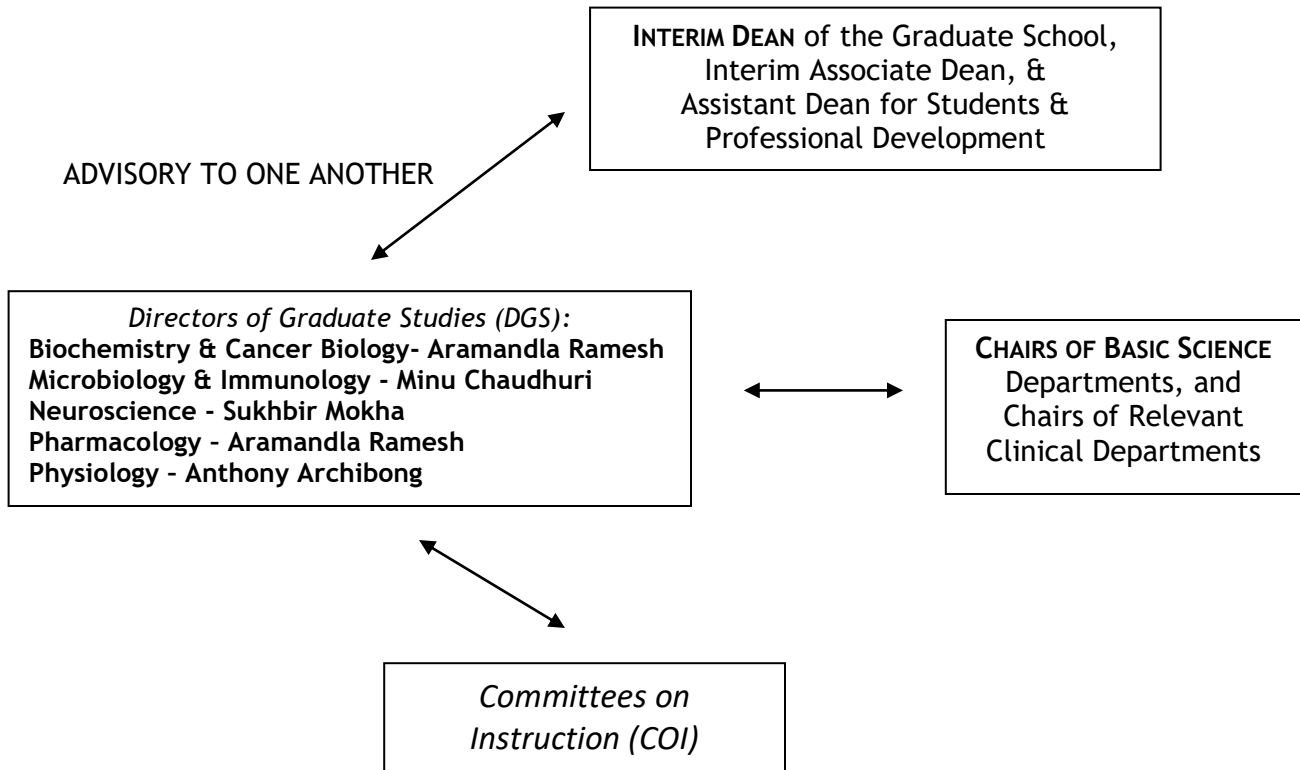 INTERIM DEAN of the Graduate School,
Interim Associate Dean, &
Assistant Dean for Students &
Professional Development
ADVISORY TO ONE ANOTHER
Directors of Graduate Studies (DGS):
Biochemistry & Cancer Biology- Aramandla Ramesh
Microbiology & Immunology - Minu Chaudhuri
Neuroscience - Sukhbir Mokha
Pharmacology – Aramandla Ramesh
Physiology – Anthony Archibong
CHAIRS OF BASIC SCIENCE
Departments, and
Chairs of Relevant
Clinical Departments
Committees on
Instruction (COI)